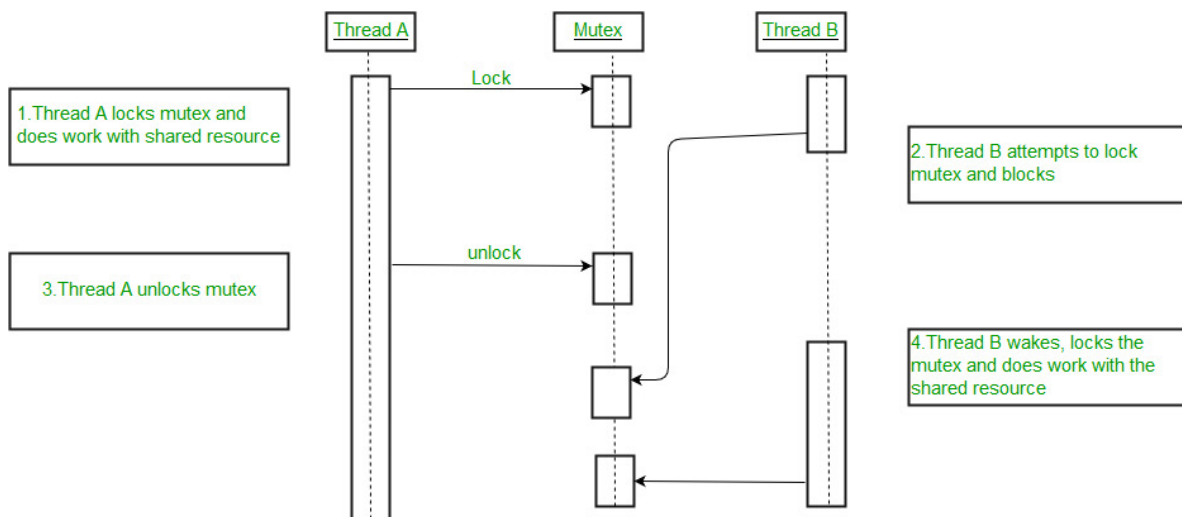 Thread A
Mutex
Thread B
Lock
1.Thread A locks mutex and
does work with shared resource
2.Thread B attempts to lock
mutex and blocks
unlock
3.Thread A unlocks mutex
4.Thread B wakes, locks the
mutex and does work with the
shared resource